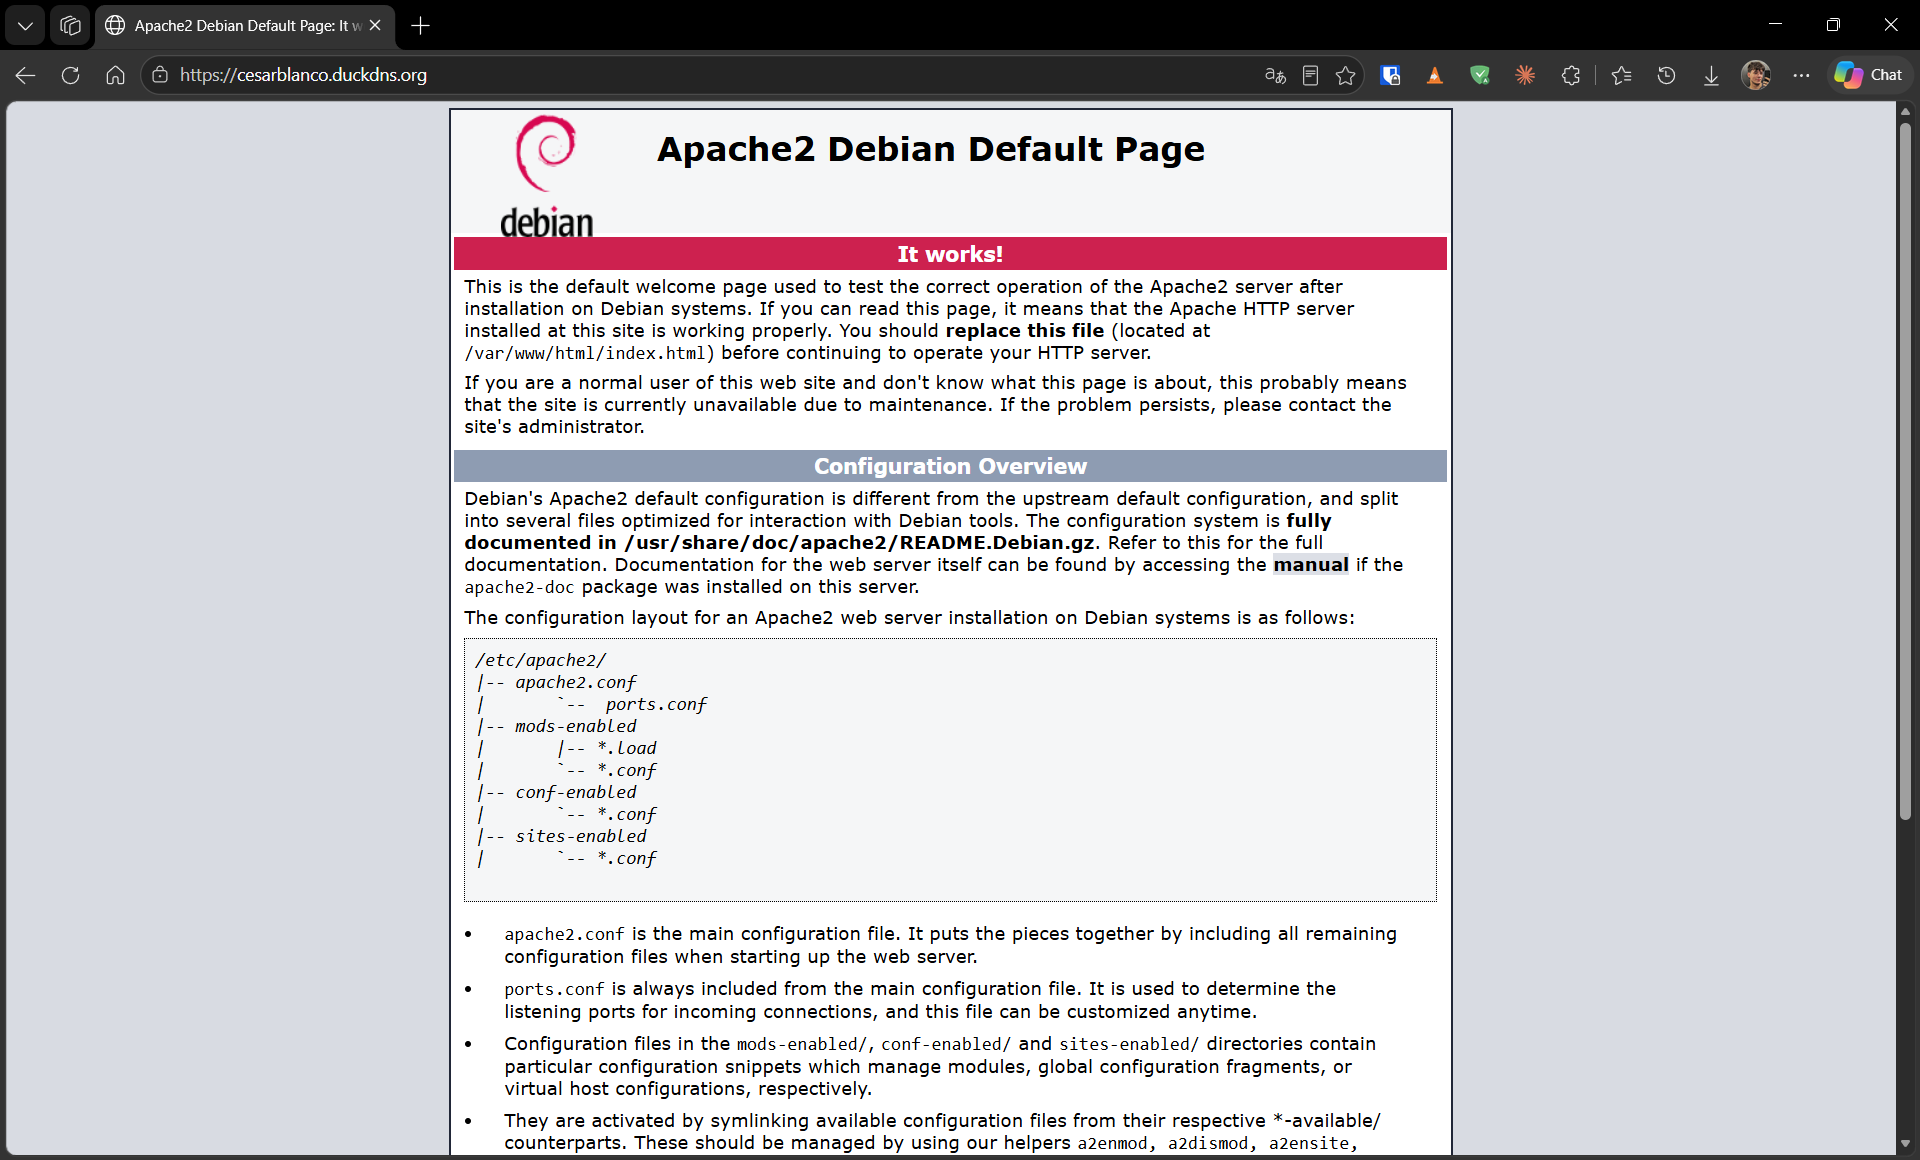 Apache2 Debian Default Page: It w
https://cesarblanco.duckdns.org
Chat
debian
Apache2 Debian Default Page
It works!
This is the default welcome page used to test the correct operation of the Apache2 server after
installation on Debian systems. If you can read this page, it means that the Apache HTTP server
installed at this site is working properly. You should replace this file (located at
/var/www/html/index.html) before continuing to operate your HTTP server.
If you are a normal user of this web site and don't know what this page is about, this probably means
that the site is currently unavailable due to maintenance. If the problem persists, please contact the
site's administrator.
Configuration Overview
Debian's Apache2 default configuration is different from the upstream default configuration, and split
into several files optimized for interaction with Debian tools. The configuration system is fully
documented in /usr/share/doc/apache2/README.Debian.gz. Refer to this for the full
documentation. Documentation for the web server itself can be found by accessing the manual if the
apache2-doc package was installed on this server.
The configuration layout for an Apache2 web server installation on Debian systems is as follows:
/etc/apache2/
|-- apache2.conf
|       `--  ports.conf
|-- mods-enabled
|       |-- *.load
|       `-- *.conf
|-- conf-enabled
|       `-- *.conf
|-- sites-enabled
|       `-- *.conf
• apache2.conf is the main configuration file. It puts the pieces together by including all remaining
configuration files when starting up the web server.
• ports.conf is always included from the main configuration file. It is used to determine the
listening ports for incoming connections, and this file can be customized anytime.
• Configuration files in the mods-enabled/, conf-enabled/ and sites-enabled/ directories contain
particular configuration snippets which manage modules, global configuration fragments, or
virtual host configurations, respectively.
• They are activated by symlinking available configuration files from their respective *-available/
counterparts. These should be managed by using our helpers a2enmod, a2dismod, a2ensite,